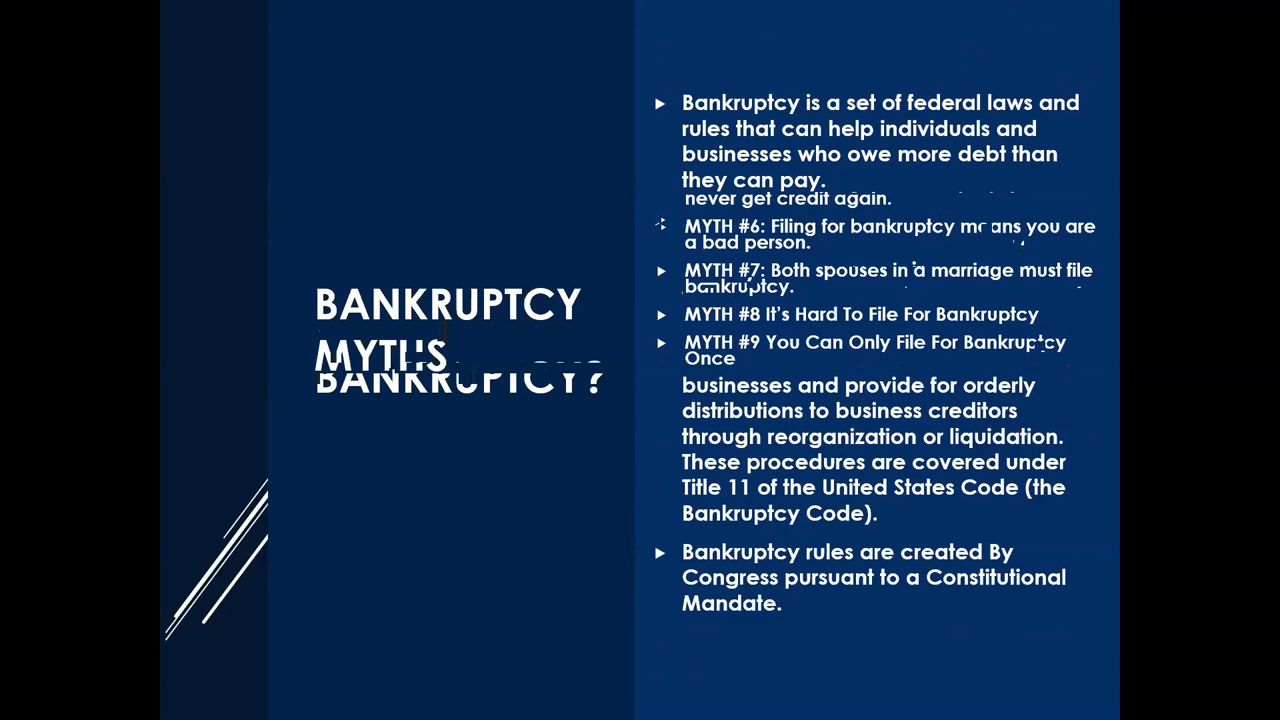 BANKRUPTCY
MYTHS
BANKRUPTCY?
Bankruptcy is a set of federal laws and
rules that can help individuals and
businesses who owe more debt than
they can pay.
never get credit again.
MYTH #6: Filing for bankruptcy means you are
a bad person.
MYTH #7: Both spouses in a marriage must file
bankruptcy.
MYTH #8 It's Hard To File For Bankruptcy
MYTH #9 You Can Only File For Bankruptcy
Once
businesses and provide for orderly
distributions to business creditors
through reorganization or liquidation.
These procedures are covered under
Title 11 of the United States Code (the
Bankruptcy Code).
Bankruptcy rules are created By
Congress pursuant to a Constitutional
Mandate.